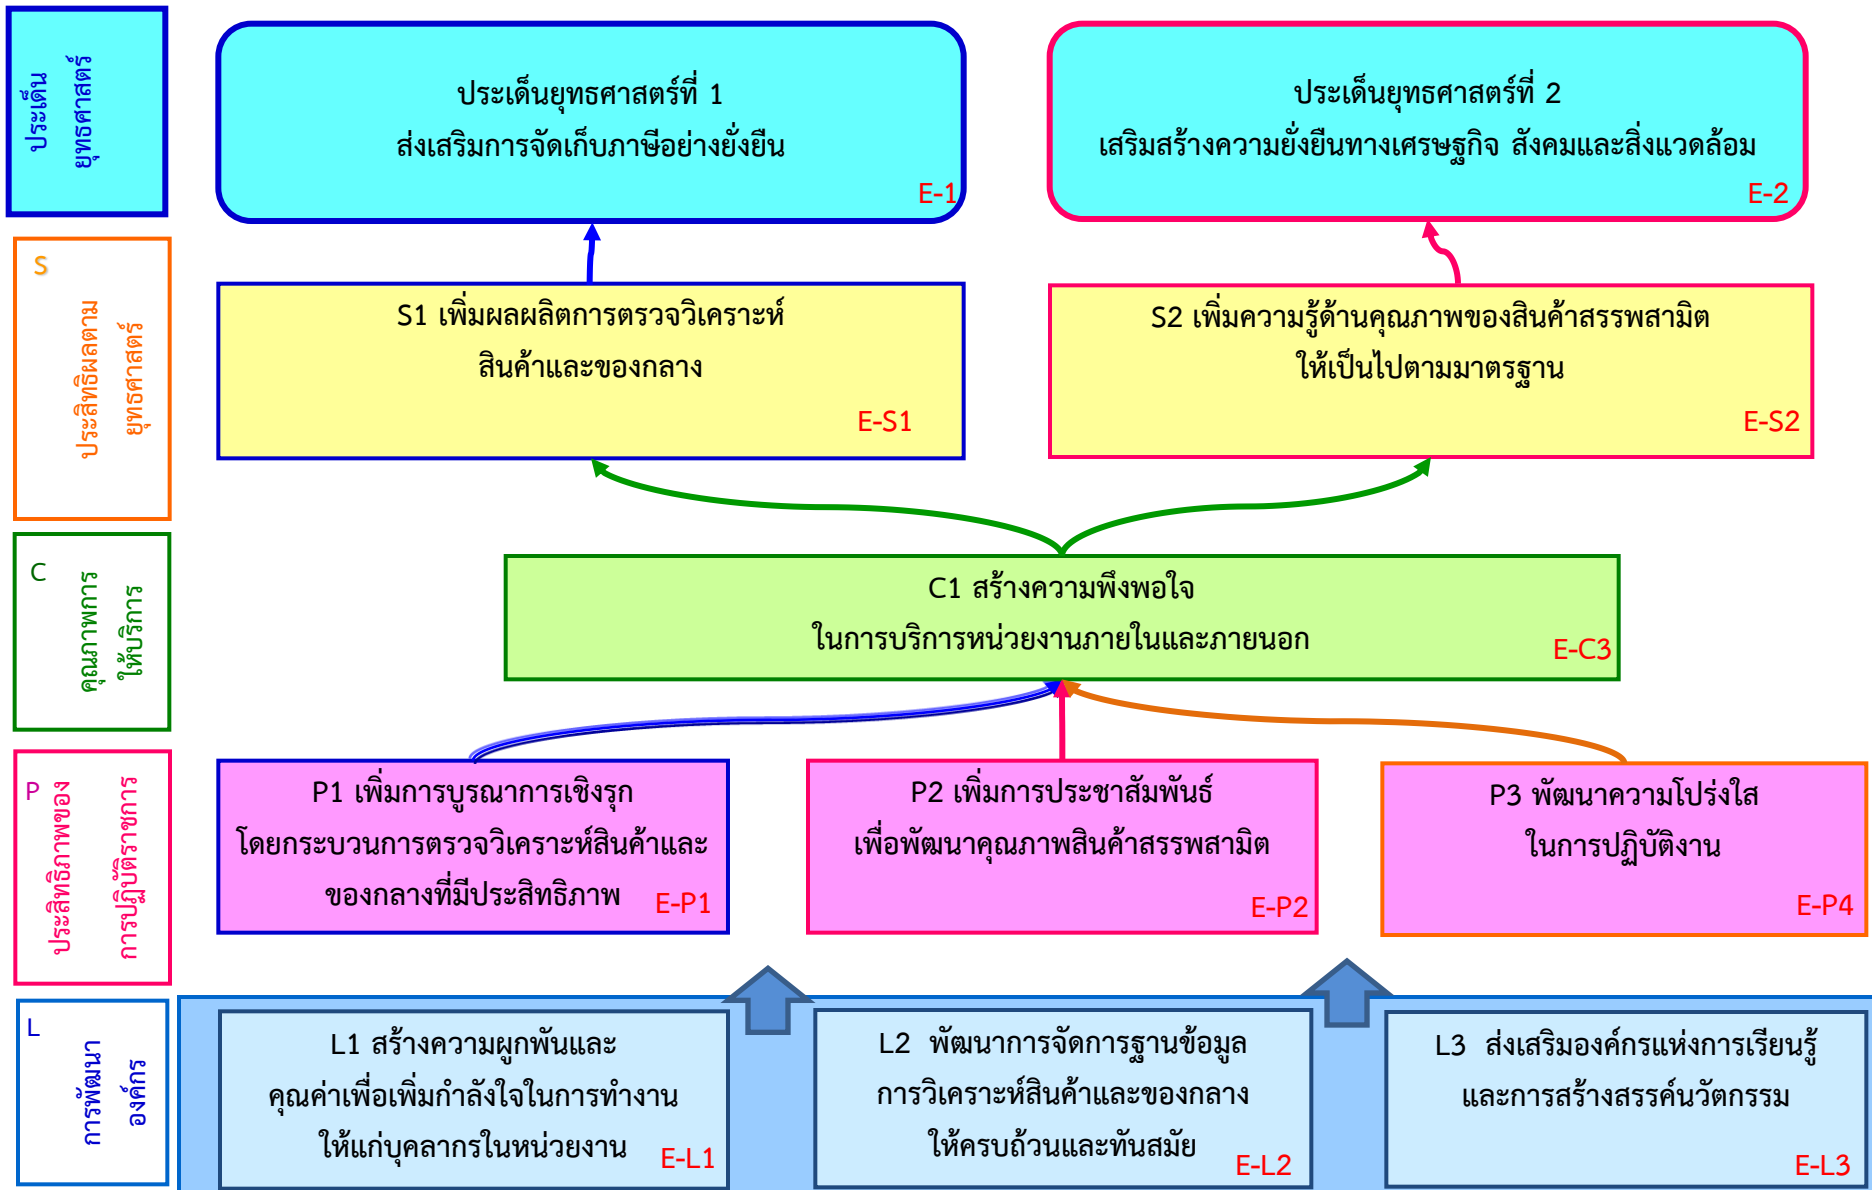 ประเด็น
ยุทธศาสตร์
ประเด็นยุทธศาสตร์ที่ 1
ส่งเสริมการจัดเก็บภาษีอย่างยั่งยืน
E-1
ประเด็นยุทธศาสตร์ที่ 2
เสริมสร้างความยั่งยืนทางเศรษฐกิจ สังคมและสิ่งแวดล้อม
E-2
S
ประสิทธิผลตาม
ยุทธศาสตร์
S1 เพิ่มผลผลิตการตรวจวิเคราะห์
สินค้าและของกลาง
E-S1
S2 เพิ่มความรู้ด้านคุณภาพของสินค้าสรรพสามิต
ให้เป็นไปตามมาตรฐาน
E-S2
C
คุณภาพการ
ให้บริการ
C1 สร้างความพึงพอใจ
ในการบริการหน่วยงานภายในและภายนอก
E-C3
P
ประสิทธิภาพของ
การปฏิบัติราชการ
P1 เพิ่มการบูรณาการเชิงรุก
โดยกระบวนการตรวจวิเคราะห์สินค้าและ
ของกลางที่มีประสิทธิภาพ
E-P1
P2 เพิ่มการประชาสัมพันธ์
เพื่อพัฒนาคุณภาพสินค้าสรรพสามิต
E-P2
P3 พัฒนาความโปร่งใส
ในการปฏิบัติงาน
E-P4
L
การพัฒนา
องค์กร
L1 สร้างความผูกพันและ
คุณค่าเพื่อเพิ่มกำลังใจในการทำงาน
ให้แก่บุคลากรในหน่วยงาน
E-L1
L2 พัฒนาการจัดการฐานข้อมูล
การวิเคราะห์สินค้าและของกลาง
ให้ครบถ้วนและทันสมัย
E-L2
L3 ส่งเสริมองค์กรแห่งการเรียนรู้
และการสร้างสรรค์นวัตกรรม
E-L3